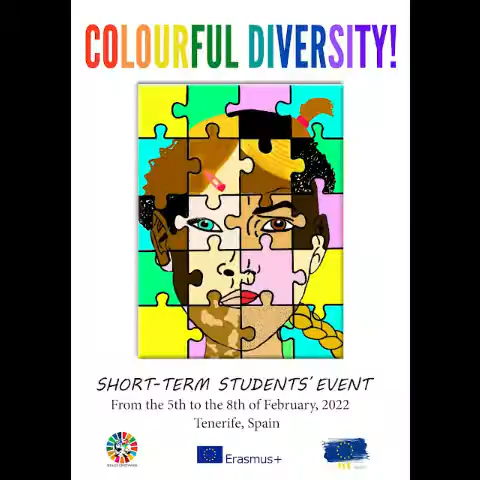 COLOURFUL DIVERSITY!
SHORT-TERM STUDENTS' EVENT
From the 5th to the 8th of February, 2022
Tenerife, Spain
Erasmus+